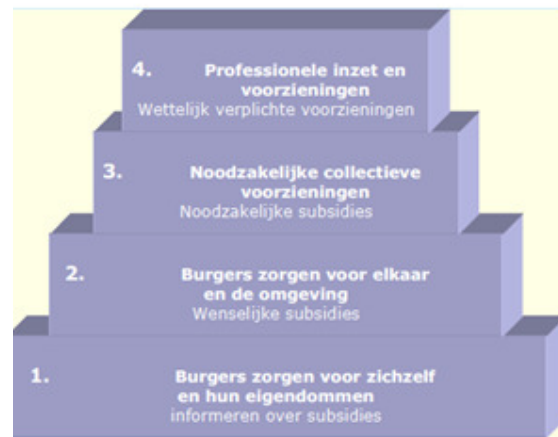 4. Professionele inzet en
voorzieningen
Wettelijk verplichte voorzieningen
3. Noodzakelijke collectieve
voorzieningen
Noodzakelijke subsidies
2. Burgers zorgen voor elkaar
en de omgeving
Wenselijke subsidies
1. Burgers zorgen voor zichzelf
en hun eigendommen
informeren over subsidies